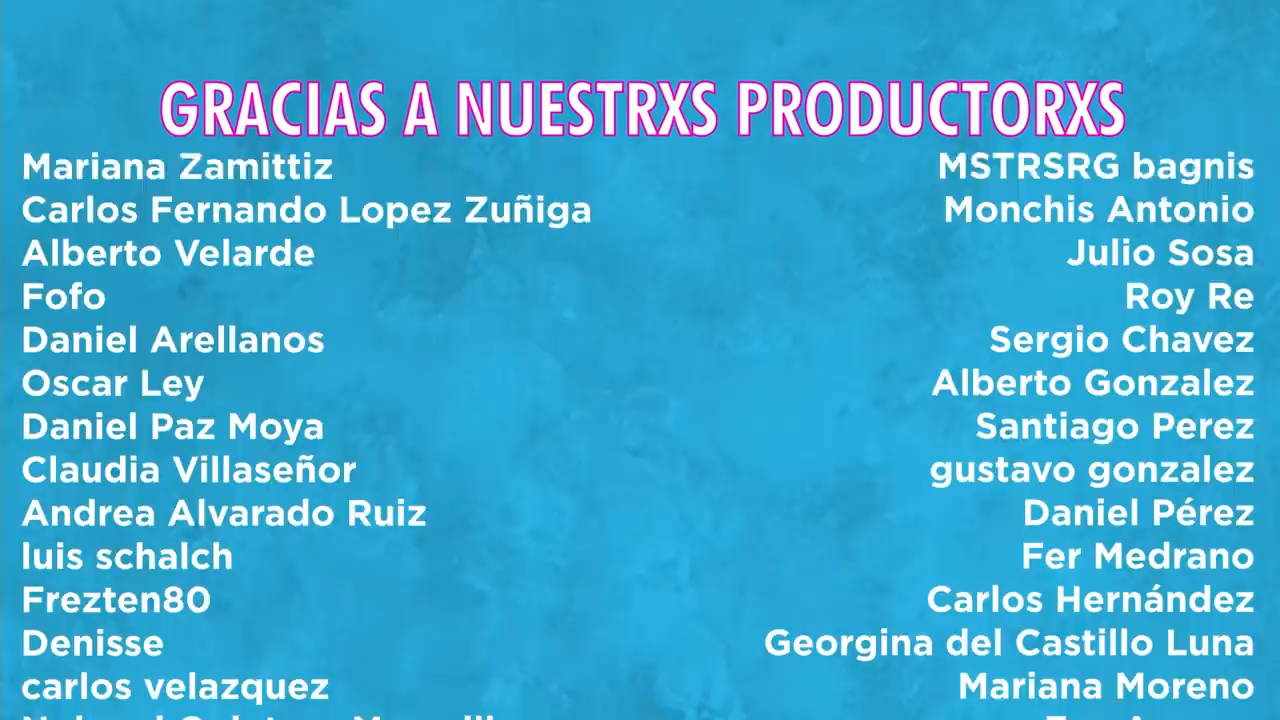 GRACIAS A NUESTRXS PRODUCTORXS
Mariana Zamittiz
Carlos Fernando Lopez Zuñiga
Alberto Velarde
Fofo
Daniel Arellanos
Oscar Ley
Daniel Paz Moya
Claudia Villaseñor
Andrea Alvarado Ruiz
luis schalch
Frezten80
Denisse
carlos velazquez
MSTRSRG bagnis
Monchis Antonio
Julio Sosa
Roy Re
Sergio Chavez
Alberto Gonzalez
Santiago Perez
gustavo gonzalez
Daniel Pérez
Fer Medrano
Carlos Hernández
Georgina del Castillo Luna
Mariana Moreno